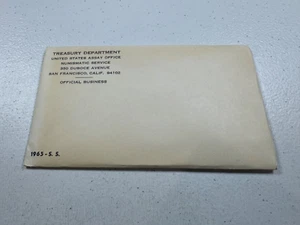 TREASURY DEPARTMENT
UNITED STATES ASSAY OFFICE
NUMISMATIC SERVICE
350 DUBOCE AVENUE
SAN FRANCISCO, CALIF. 94102
OFFICIAL BUSINESS
1965 - S. S.